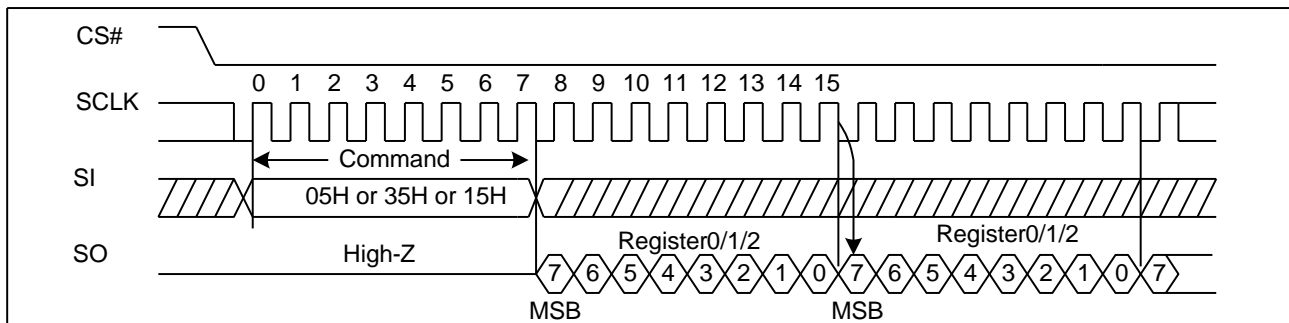 CS#
0 1 2 3 4 5 6 7 8 9 10 11 12 13 14 15
SCLK
Command
SI
05H or 35H or 15H
Register0/1/2 Register0/1/2
SO High-Z
7 6 5 4 3 2 1 0 7 6 5 4 3 2 1 0 7
MSB MSB